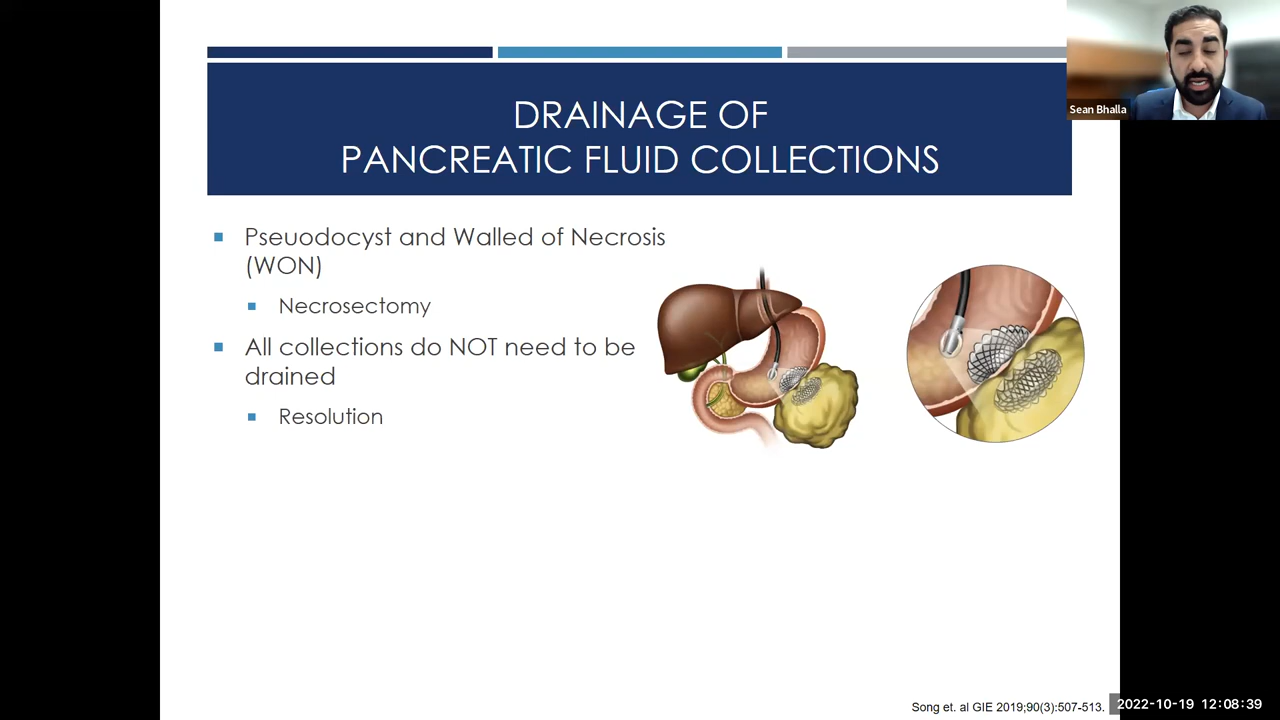 DRAINAGE OF
PANCREATIC FLUID COLLECTIONS
Sean Bhalla
Pseuodocyst and Walled of Necrosis
(WON)
Necrosectomy
All collections do NOT need to be
drained
Resolution
Song et. al GIE 2019;90(3):507-513.
2022-10-19 12:08:39